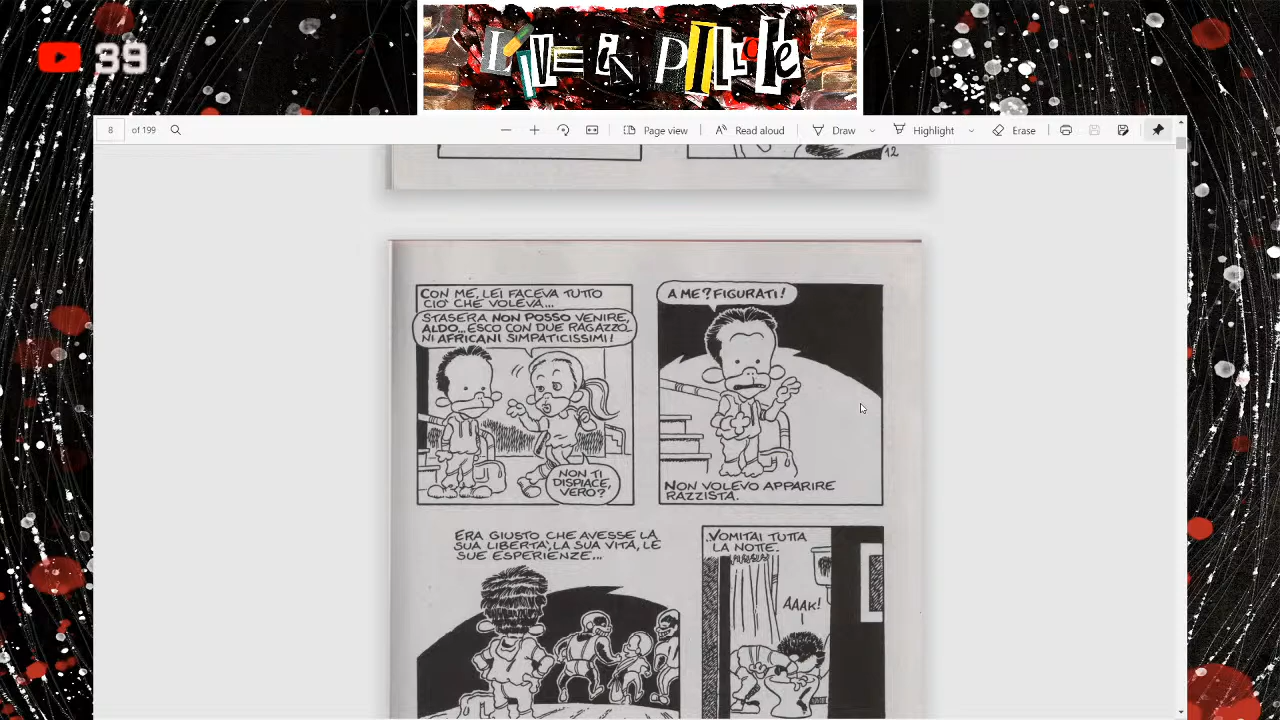 39
LiVE iN PiLLOLE
8
of 199
Page view
Read aloud
Draw
Highlight
Erase
12
CON ME, LEI FACEVA TUTTO
CIO' CHE VOLEVA...
STASERA NON POSSO VENIRE,
ALDO... ESCO CON DUE RAGAZZO-
NI AFRICANI SIMPATICISSIMI!
NON TI
DISPIACE,
VERO?
A ME? FIGURATI!
NON VOLEVO APPARIRE
RAZZISTA.
ERA GIUSTO CHE AVESSE LA
SUA LIBERTA', LA SUA VITA, LE
SUE ESPERIENZE...
..VOMITAI TUTTA
LA NOTTE.
AAAK!